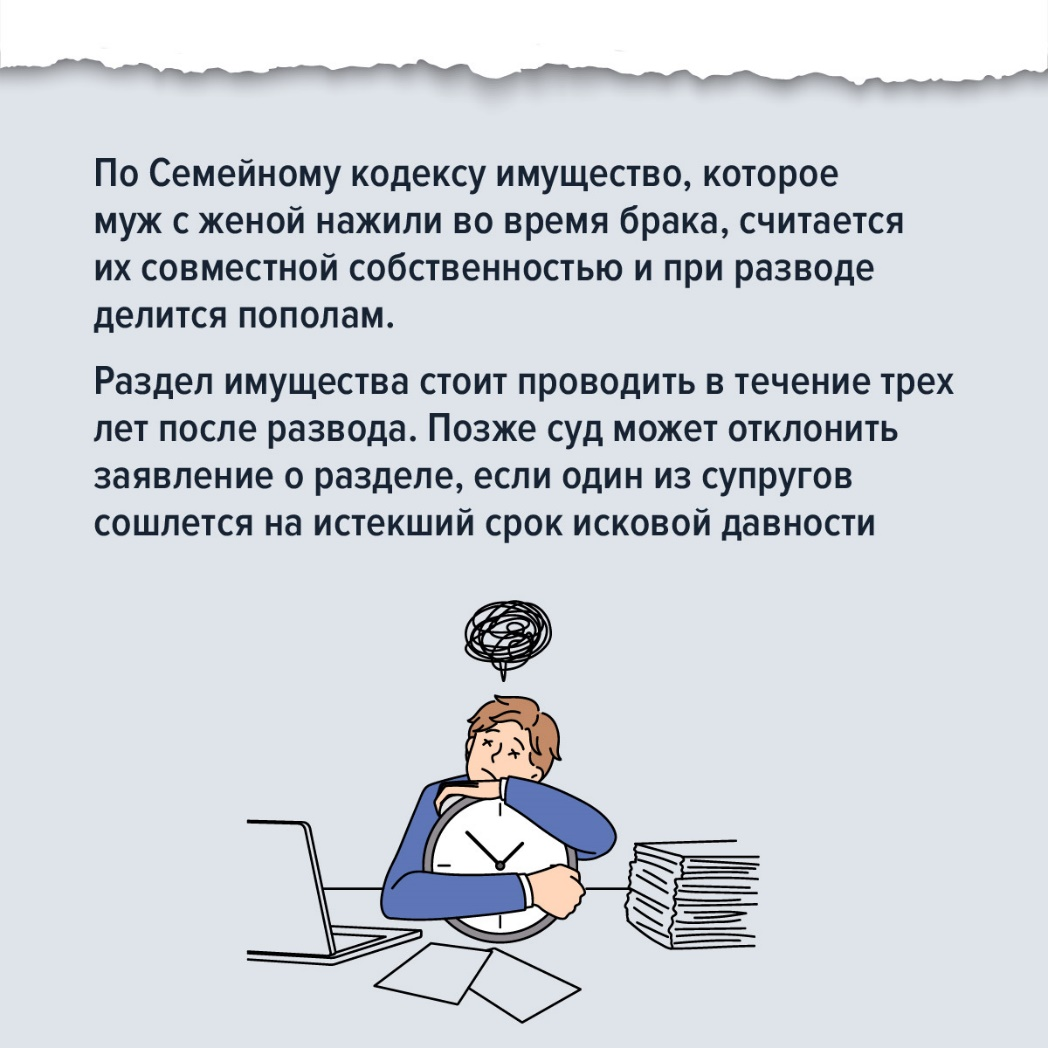 По Семейному кодексу имущество, которое
муж с женой нажили во время брака, считается
их совместной собственностью и при разводе
делится пополам.
Раздел имущества стоит проводить в течение трех
лет после развода. Позже суд может отклонить
заявление о разделе, если один из супругов
сошлется на истекший срок исковой давности